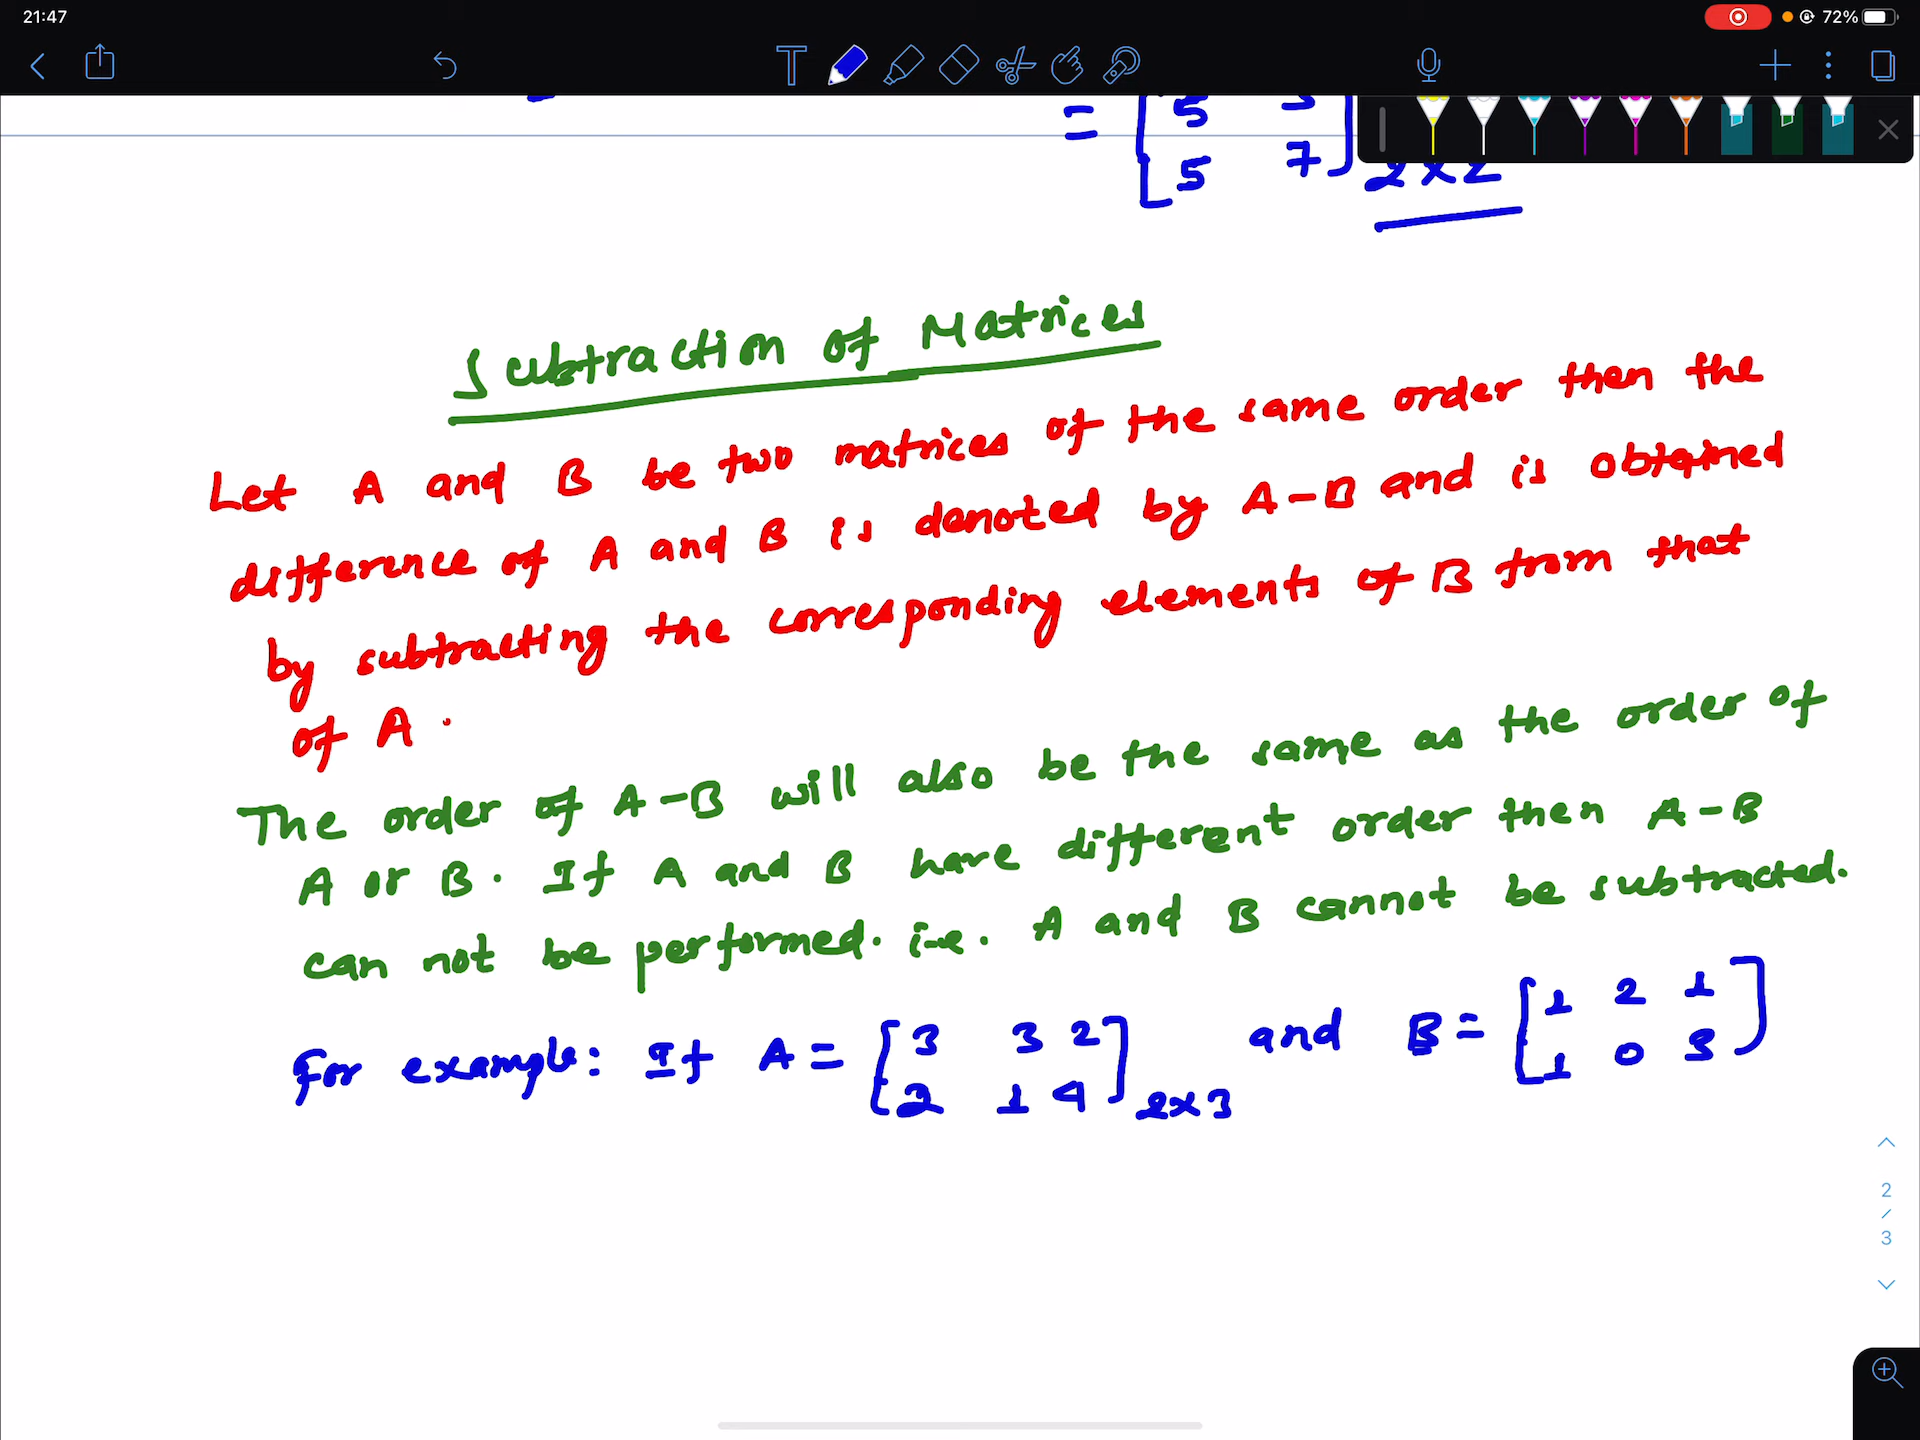 21:47
72%
= [5
5 7] 2×2
Subtraction of Matrices
Let A and B be two matrices of the same order then the
difference of A and B is denoted by A-B and is obtained
by subtracting the corresponding elements of B from that
of A.
The order of A-B will also be the same as the order of
A or B. If A and B have different order then A-B
can not be performed. i.e. A and B cannot be subtracted.
For example: If A = [3 3 2 and B = [1 2 1
2 1 4] 2×3 1 0 3]
2
/
3